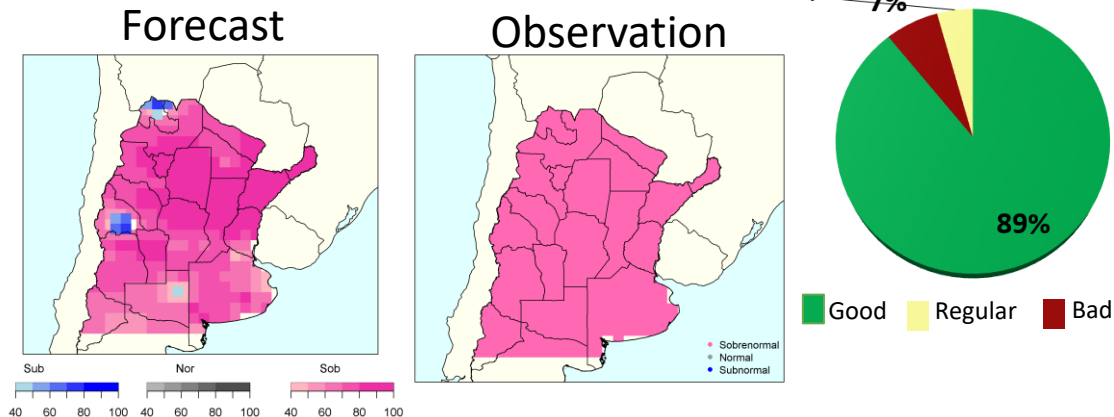 Forecast
Observation
7%
89%
Good
Regular
Bad
Sobrenormal
Normal
Subnormal
Sub
Nor
Sob
40 60 80 100
40 60 80 100
40 60 80 100